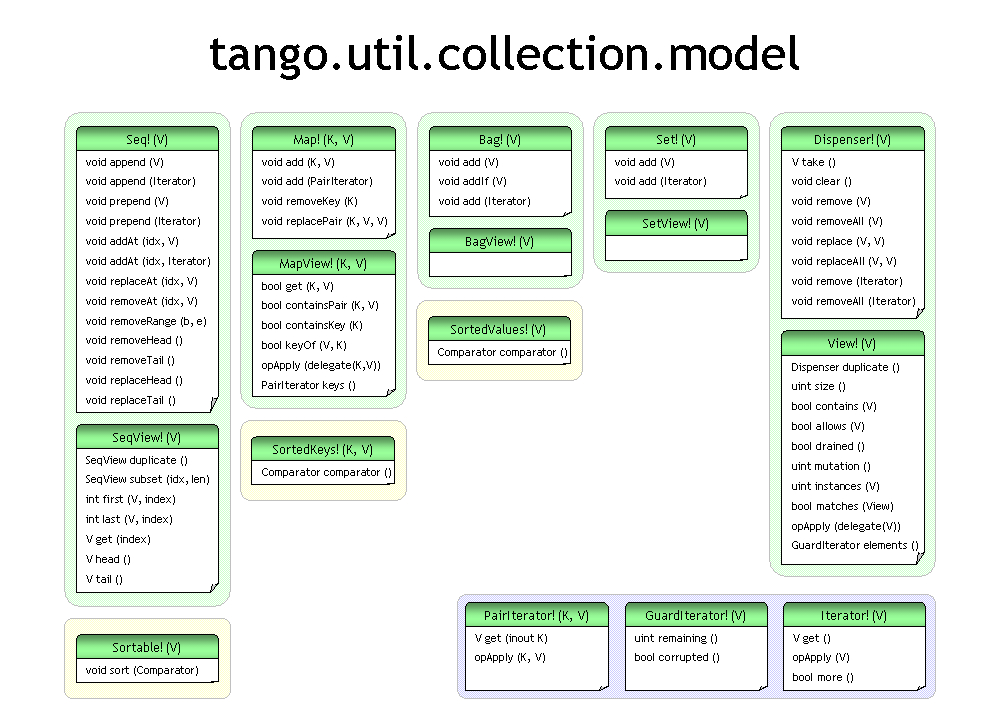 tango.util.collection.model
Seq! (V)
void append (V)
void append (Iterator)
void prepend (V)
void prepend (Iterator)
void addAt (idx, V)
void addAt (idx, Iterator)
void replaceAt (idx, V)
void removeAt (idx, V)
void removeRange (b, e)
void removeHead ()
void removeTail ()
void replaceHead ()
void replaceTail ()
SeqView! (V)
SeqView duplicate ()
SeqView subset (idx, len)
int first (V, index)
int last (V, index)
V get (index)
V head ()
V tail ()
Sortable! (V)
void sort (Comparator)
Map! (K, V)
void add (K, V)
void add (PairIterator)
void removeKey (K)
void replacePair (K, V, V)
MapView! (K, V)
bool get (K, V)
bool containsPair (K, V)
bool containsKey (K)
bool keyOf (V, K)
opApply (delegate(K,V))
PairIterator keys ()
SortedKeys! (K, V)
Comparator comparator ()
Bag! (V)
void add (V)
void addIf (V)
void add (Iterator)
BagView! (V)
SortedValues! (V)
Comparator comparator ()
Set! (V)
void add (V)
void add (Iterator)
SetView! (V)
Dispenser! (V)
V take ()
void clear ()
void remove (V)
void removeAll (V)
void replace (V, V)
void replaceAll (V, V)
void remove (Iterator)
void removeAll (Iterator)
View! (V)
Dispenser duplicate ()
uint size ()
bool contains (V)
bool allows (V)
bool drained ()
uint mutation ()
uint instances (V)
bool matches (View)
opApply (delegate(V))
GuardIterator elements ()
PairIterator! (K, V)
V get (inout K)
opApply (K, V)
GuardIterator! (V)
uint remaining ()
bool corrupted ()
Iterator! (V)
V get ()
opApply (V)
bool more ()